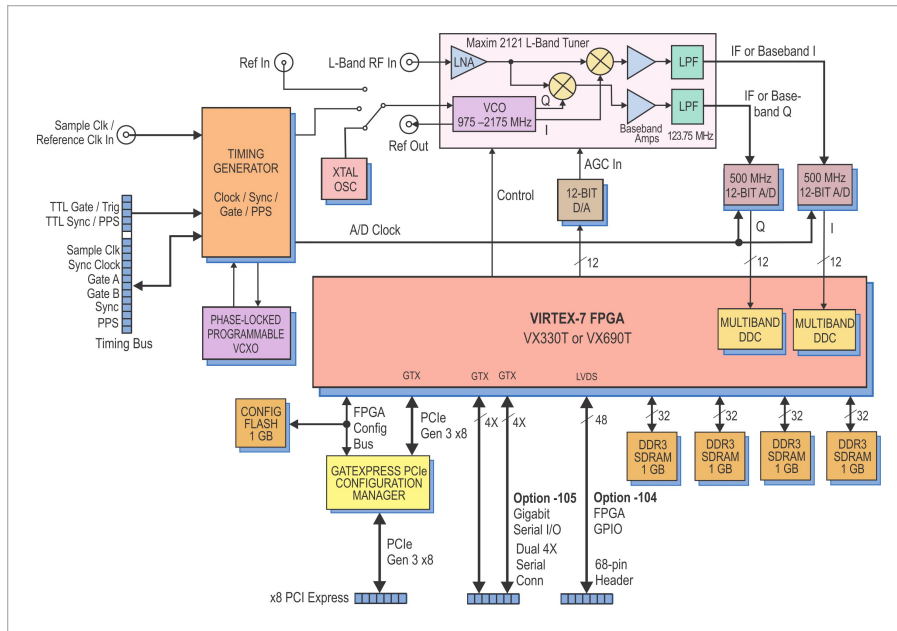 Maxim 2121 L-Band Tuner
Ref In
L-Band RF In
LNA
LPF
IF or Baseband I
VCO
975 –2175 MHz
Q
I
LPF
IF or Base-
band Q
Baseband
Amps
123.75 MHz
Ref Out
Sample Clk /
Reference Clk In
TIMING
GENERATOR
Clock / Sync /
Gate / PPS
XTAL
OSC
AGC In
Control
12-BIT
D/A
500 MHz
12-BIT A/D
500 MHz
12-BIT A/D
TTL Gate / Trig
TTL Sync / PPS
A/D Clock
Q
I
Sample Clk
Sync Clock
Gate A
Gate B
Sync
PPS
Timing Bus
12
12
12
PHASE-LOCKED
PROGRAMMABLE
VCXO
VIRTEX-7 FPGA
VX330T or VX690T
MULTIBAND
DDC
MULTIBAND
DDC
GTX
GTX
GTX
LVDS
CONFIG
FLASH
1 GB
FPGA
Config
Bus
PCIe
Gen 3 x8
4X
4X
48
32
32
32
32
DDR3
SDRAM
1 GB
DDR3
SDRAM
1 GB
DDR3
SDRAM
1 GB
DDR3
SDRAM
1 GB
GATEXPRESS PCIe
CONFIGURATION
MANAGER
Option -105
Gigabit
Serial I/O
Dual 4X
Serial
Conn
Option -104
FPGA
GPIO
68-pin
Header
PCIe
Gen 3 x8
x8 PCI Express